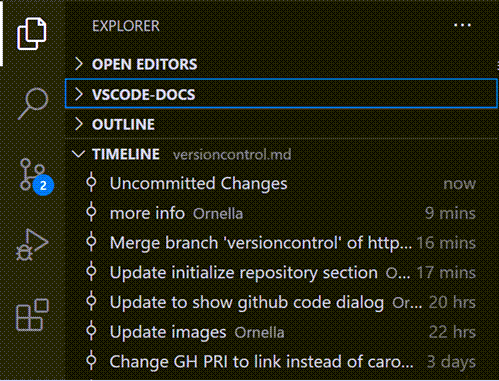 EXPLORER ...
OPEN EDITORS
VSCODE-DOCS
OUTLINE
TIMELINE versioncontrol.md
Uncommitted Changes now
more info Ornella 9 mins
Merge branch 'versioncontrol' of http... 16 mins
2
Update initialize repository section O... 17 mins
Update to show github code dialog Or... 20 hrs
Update images Ornella 22 hrs
Change GH PRI to link instead of caro... 3 days